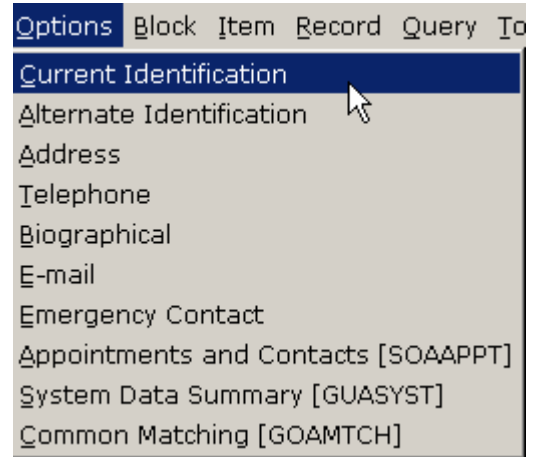 Options Block Item Record Query To
Current Identification
Alternate Identification
Address
Telephone
Biographical
E-mail
Emergency Contact
Appointments and Contacts [SOAAPPT]
System Data Summary [GUASYST]
Common Matching [GOAMTCH]